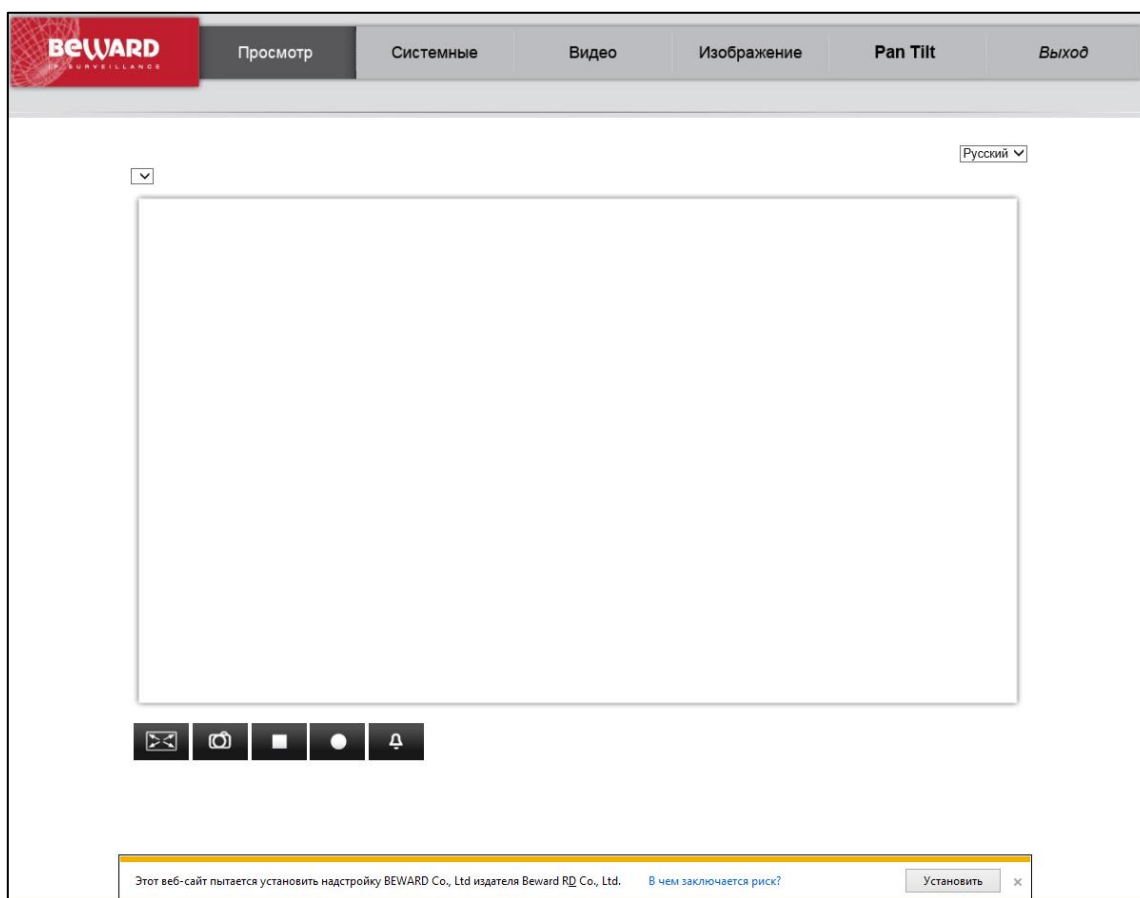 BEWARD
IP SURVEILLANCE
Просмотр
Системные
Видео
Изображение
Pan Tilt
Выход
Русский
Этот веб-сайт пытается установить надстройку BEWARD Co., Ltd издателя Beward RD Co., Ltd. В чем заключается риск? Установить ×